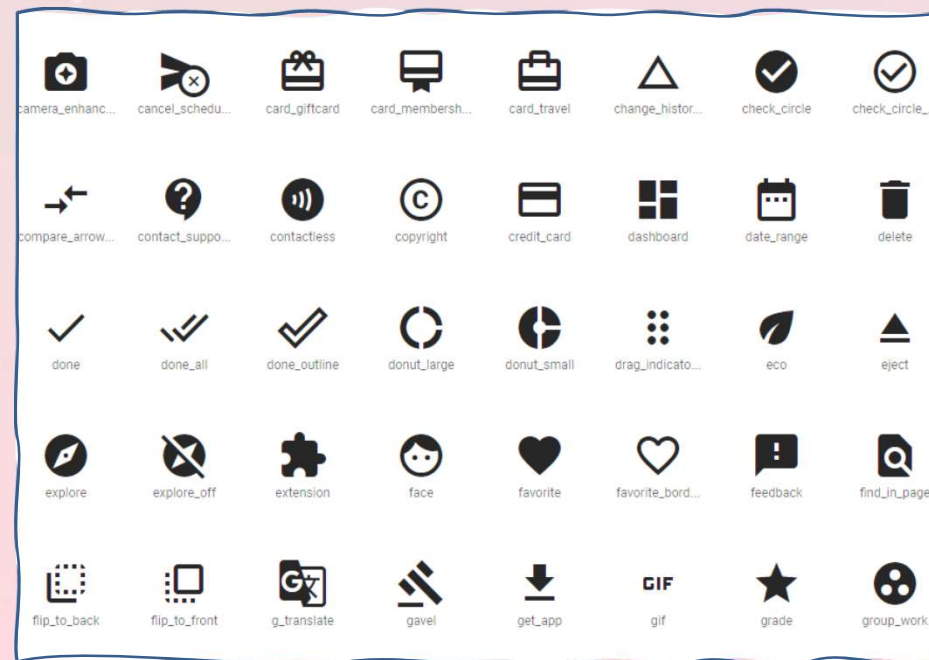 camera_enhanc... cancel_schedu... card_giftcard card_membersh... card_travel change_histor... check_circle check_circle_..
compare_arrow... contact_suppo... contactless copyright credit_card dashboard date_range delete
done done_all done_outline donut_large donut_small drag_indicato... eco eject
explore explore_off extension face favorite favorite_bord... feedback find_in_page
flip_to_back flip_to_front g_translate gavel get_app GIF gif grade group_work